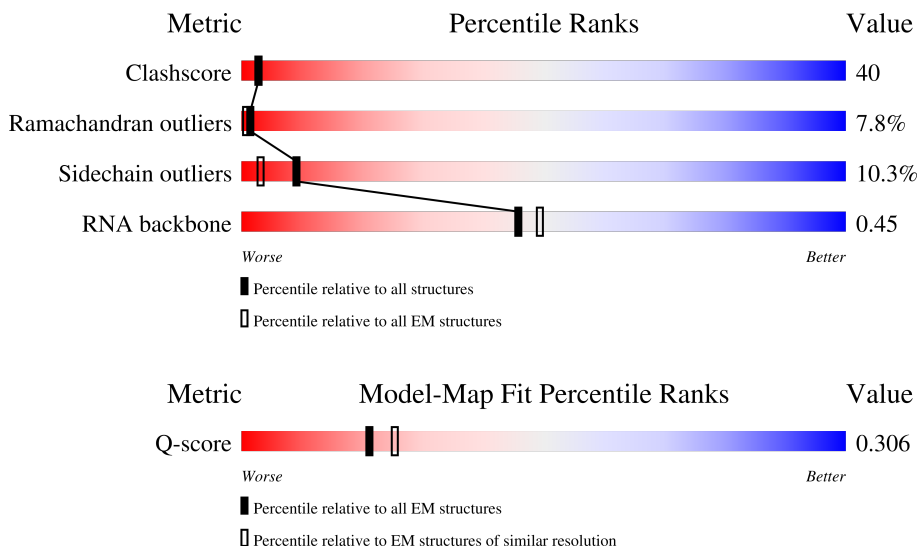 Metric Percentile Ranks Value
Clashscore 40
Ramachandran outliers 7.8%
Sidechain outliers 10.3%
RNA backbone 0.45
Worse Better
Percentile relative to all structures
Percentile relative to all EM structures
Metric Model-Map Fit Percentile Ranks Value
Q-score 0.306
Worse Better
Percentile relative to all EM structures
Percentile relative to EM structures of similar resolution